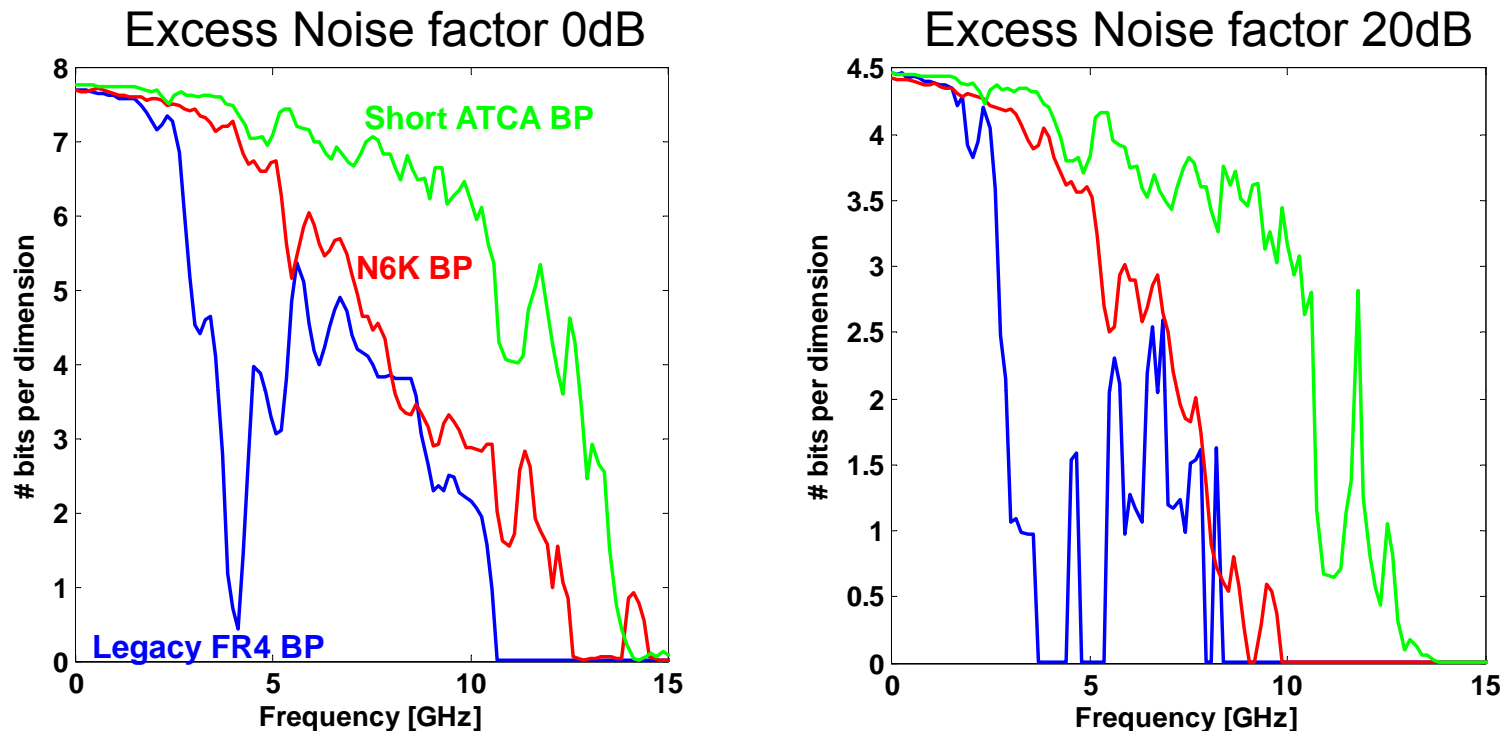 Excess Noise factor 0dB
8
7
6
5
4
3
2
1
0
# bits per dimension
Short ATCA BP
N6K BP
Legacy FR4 BP
0 5 10 15
Frequency [GHz]
Excess Noise factor 20dB
4.5
4
3.5
3
2.5
2
1.5
1
0.5
0
# bits per dimension
0 5 10 15
Frequency [GHz]